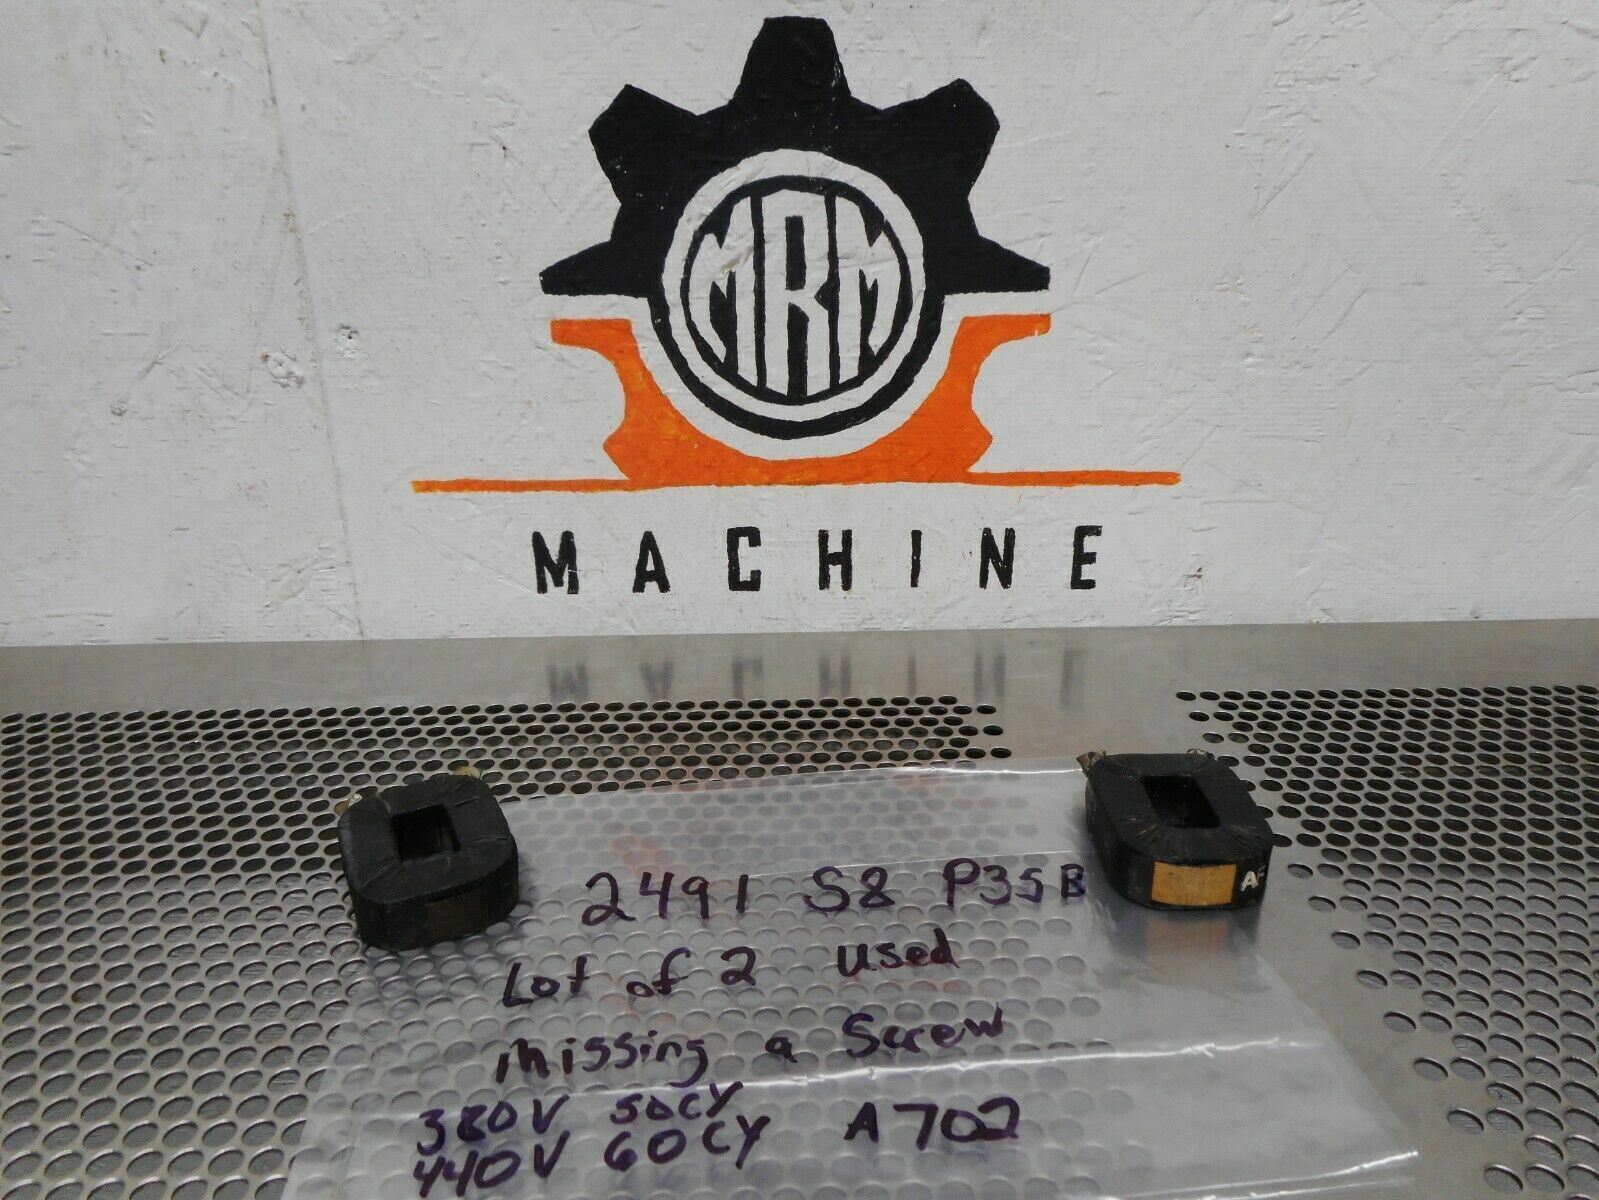 MRM
MACHINE
2491 S8 P35B
Lot of 2 used
missing a screw
380V 50CY
440V 60CY A702